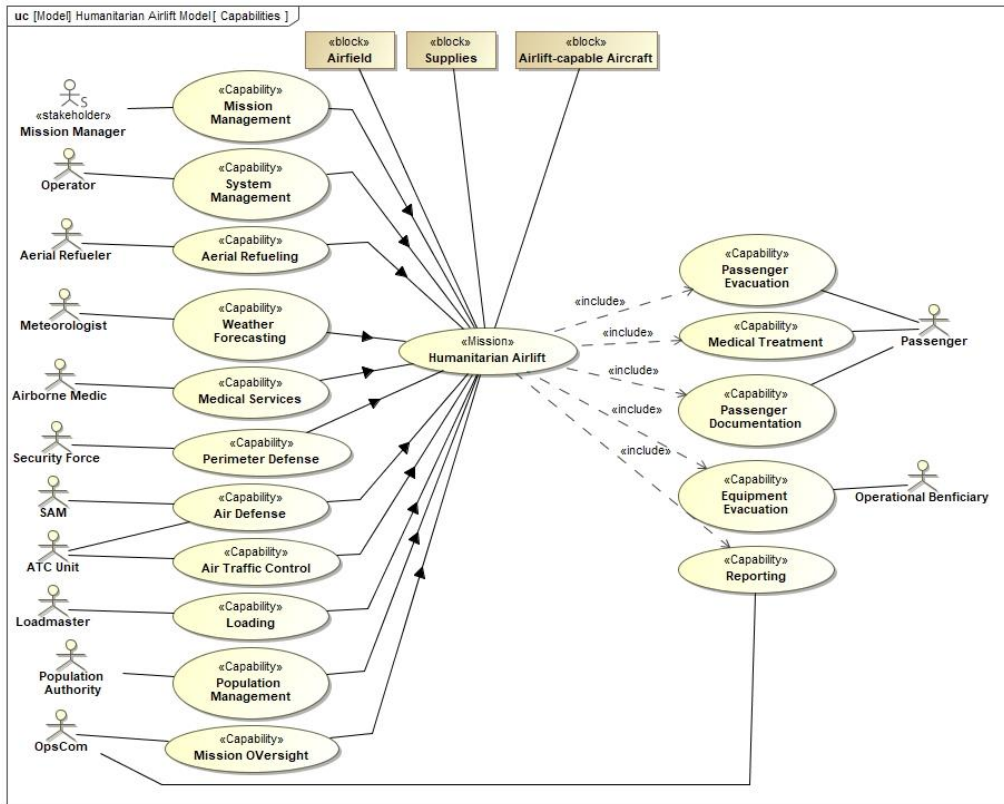 uc [Model] Humanitarian Airlift Model [ Capabilities ]
«block»
Airfield
«block»
Supplies
«block»
Airlift-capable Aircraft
S
«stakeholder»
Mission Manager
«Capability»
Mission
Management
Operator
«Capability»
System
Management
Aerial Refueler
«Capability»
Aerial Refueling
Meteorologist
«Capability»
Weather
Forecasting
Airborne Medic
«Capability»
Medical Services
Security Force
«Capability»
Perimeter Defense
SAM
«Capability»
Air Defense
ATC Unit
«Capability»
Air Traffic Control
Loadmaster
«Capability»
Loading
Population
Authority
«Capability»
Population
Management
OpsCom
«Capability»
Mission OVersight
«Mission»
Humanitarian Airlift
«include»
«include»
«include»
«include»
«include»
«Capability»
Passenger
Evacuation
«Capability»
Medical Treatment
«Capability»
Passenger
Documentation
«Capability»
Equipment
Evacuation
«Capability»
Reporting
Passenger
Operational Benficiary